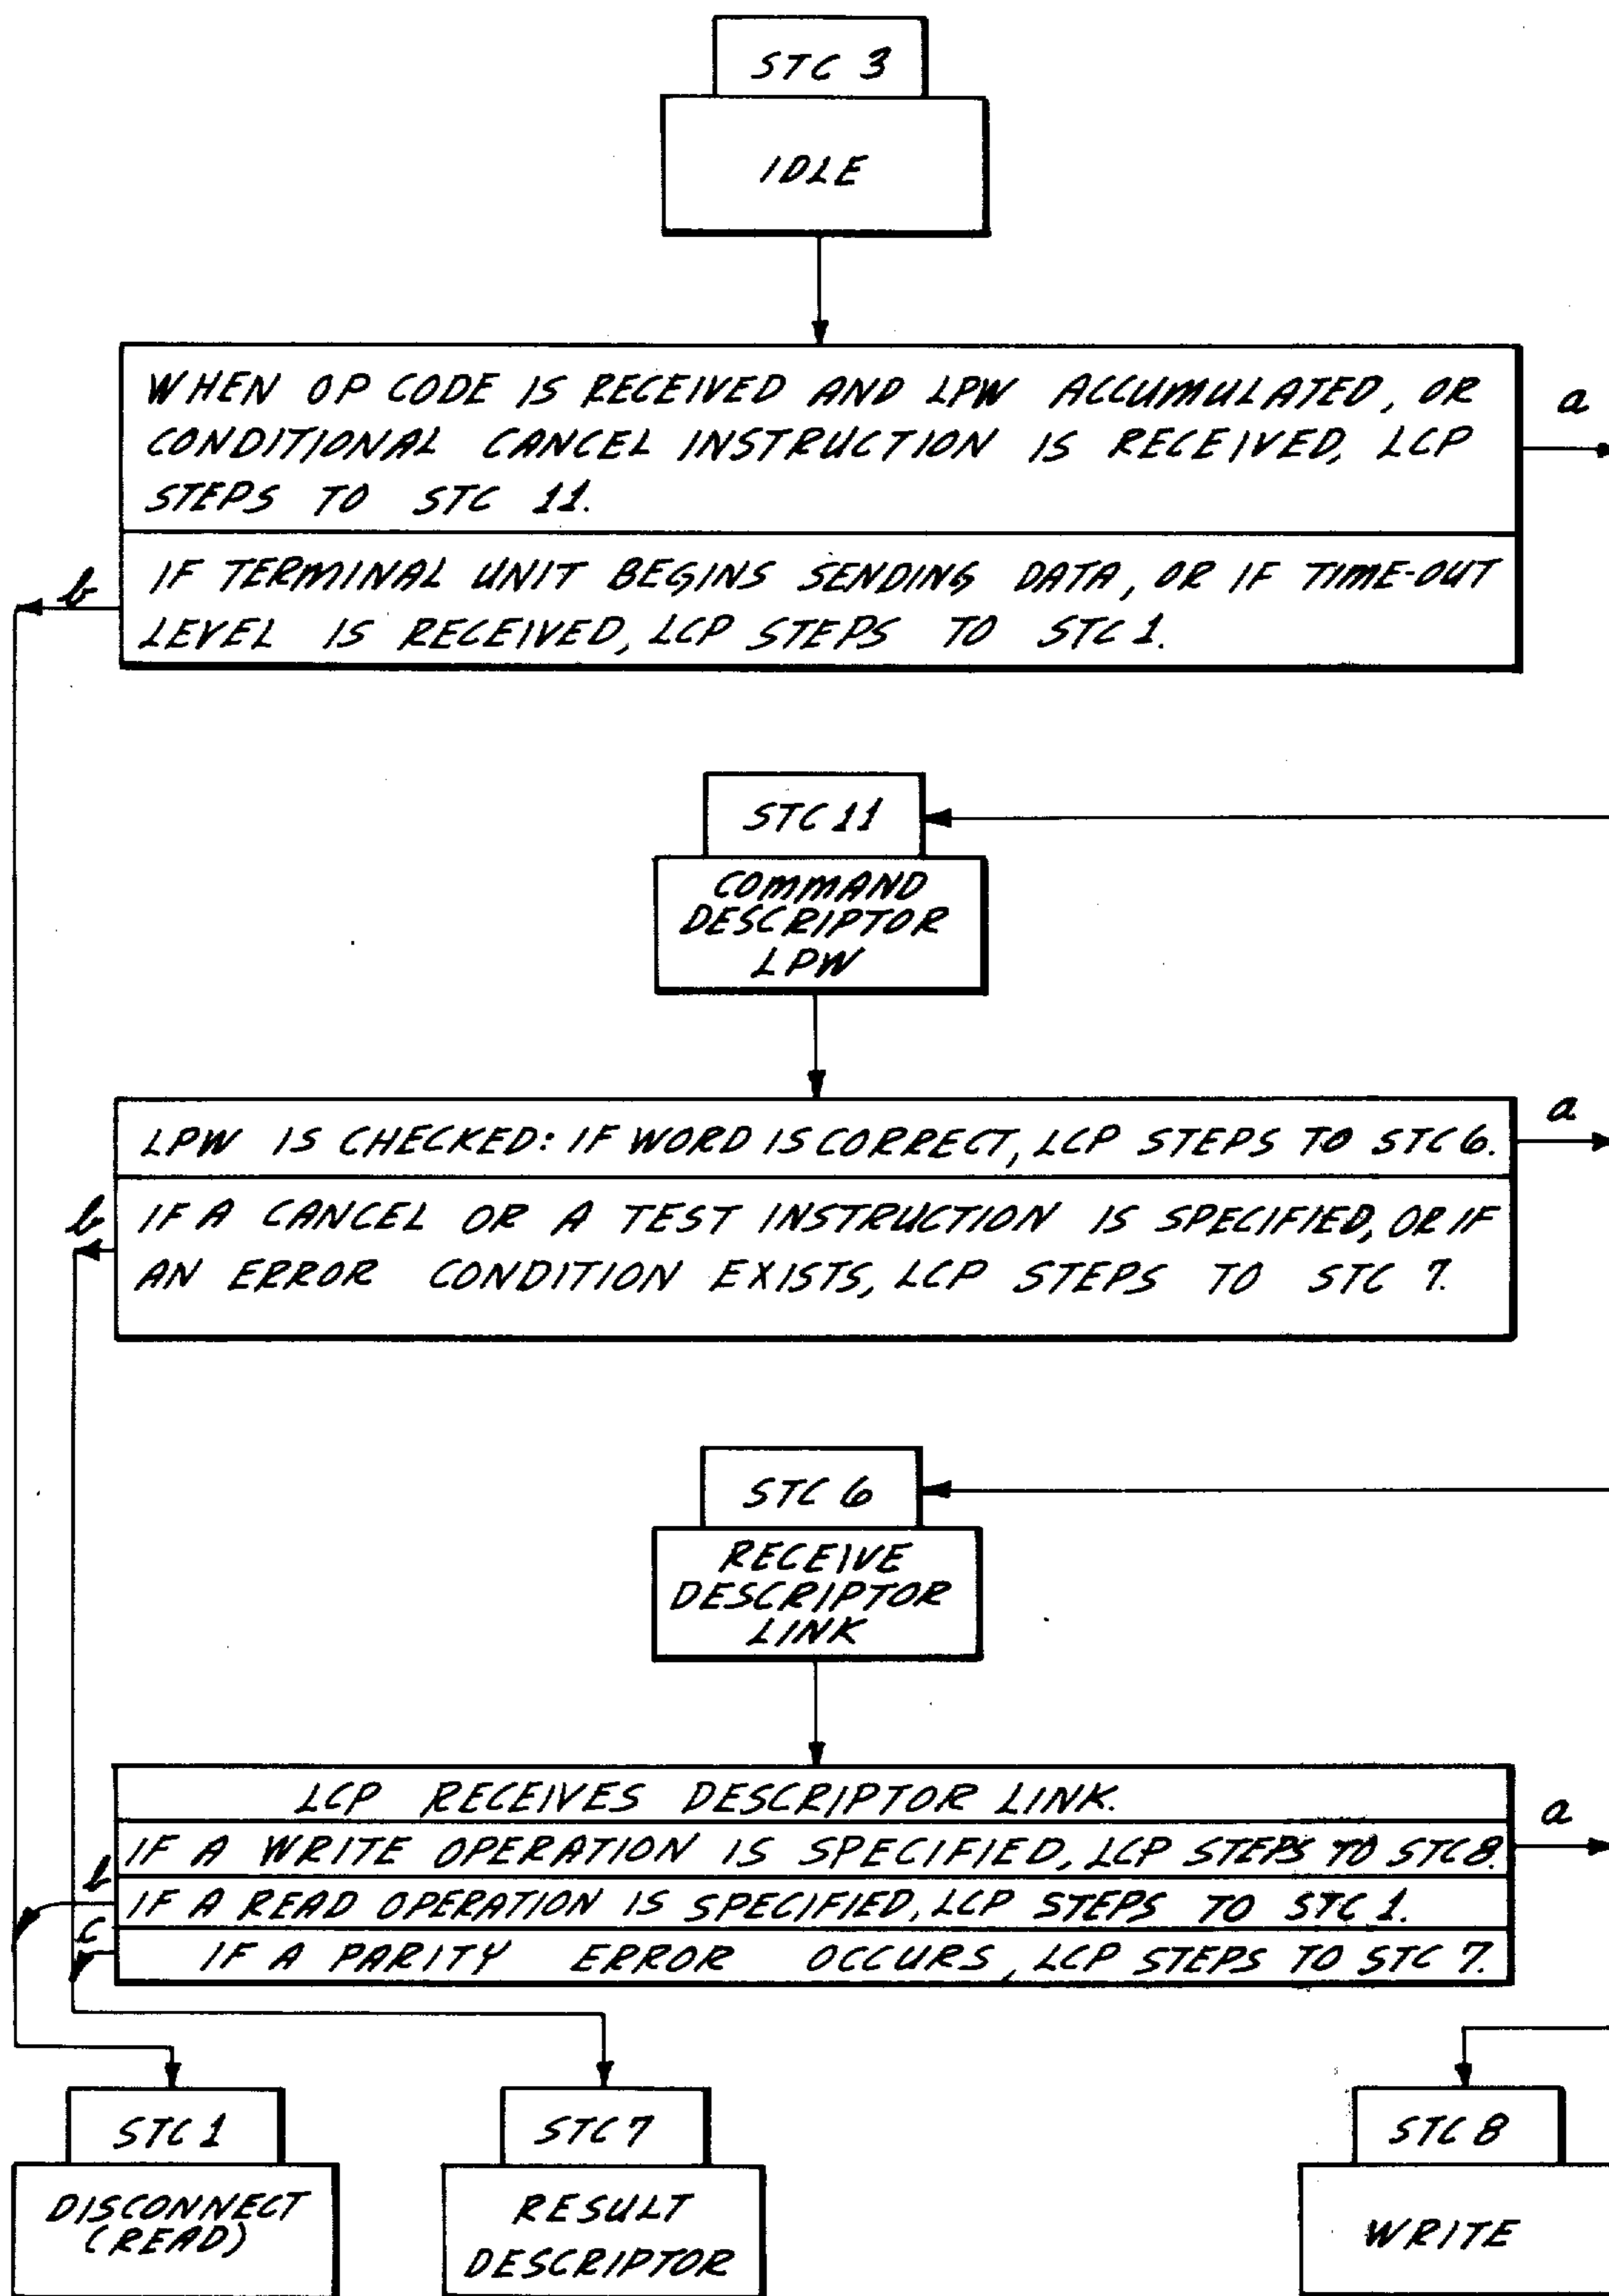 STC 3
IDLE
WHEN OP CODE IS RECEIVED AND LPW ACCUMULATED, OR
a
CONDITIONAL CANCEL INSTRUCTION IS RECEIVED, LCP
STEPS TO STC 11.
b
IF TERMINAL UNIT BEGINS SENDING DATA, OR IF TIME-OUT
LEVEL IS RECEIVED, LCP STEPS TO STC 1.
STC 11
COMMAND
DESCRIPTOR
LPW
LPW IS CHECKED: IF WORD IS CORRECT, LCP STEPS TO STC 6.
a
b
IF A CANCEL OR A TEST INSTRUCTION IS SPECIFIED, OR IF
AN ERROR CONDITION EXISTS, LCP STEPS TO STC 7.
STC 6
RECEIVE
DESCRIPTOR
LINK
LCP RECEIVES DESCRIPTOR LINK.
a
IF A WRITE OPERATION IS SPECIFIED, LCP STEPS TO STC 8.
b
IF A READ OPERATION IS SPECIFIED, LCP STEPS TO STC 1.
c
IF A PARITY ERROR OCCURS, LCP STEPS TO STC 7.
STC 1
DISCONNECT
(READ)
STC 7
RESULT
DESCRIPTOR
STC 8
WRITE